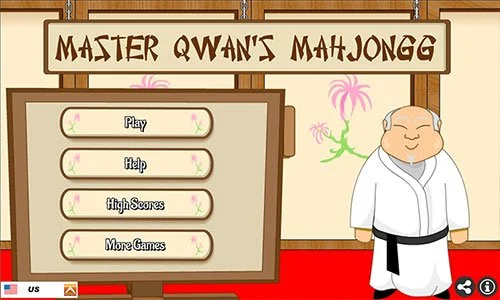 MASTER QWAN'S MAHJONGG
Play
Help
High Scores
More Games
US